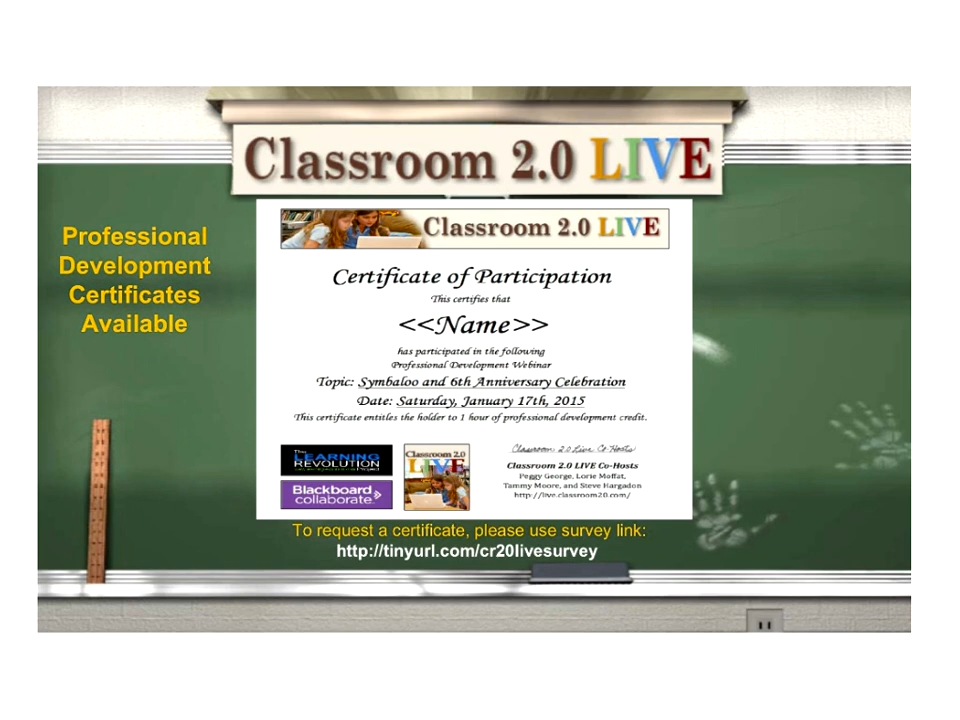 Classroom 2.0 LIVE
Professional
Development
Certificates
Available
Classroom 2.0 LIVE
Certificate of Participation
This certifies that
<<Name>>
has participated in the following
Professional Development Webinar
Topic: Symbaloo and 6th Anniversary Celebration
Date: Saturday, January 17th, 2015
This certificate entitles the holder to 1 hour of professional development credit.
The
LEARNING
REVOLUTION
Project
Blackboard
collaborate
Classroom 2.0
LIVE
Classroom 2.0 Live Co-Hosts
Classroom 2.0 LIVE Co-Hosts
Peggy George, Lorie Moffat,
Tammy Moore, and Steve Hargadon
http://live.classroom20.com/
To request a certificate, please use survey link:
http://tinyurl.com/cr20livesurvey